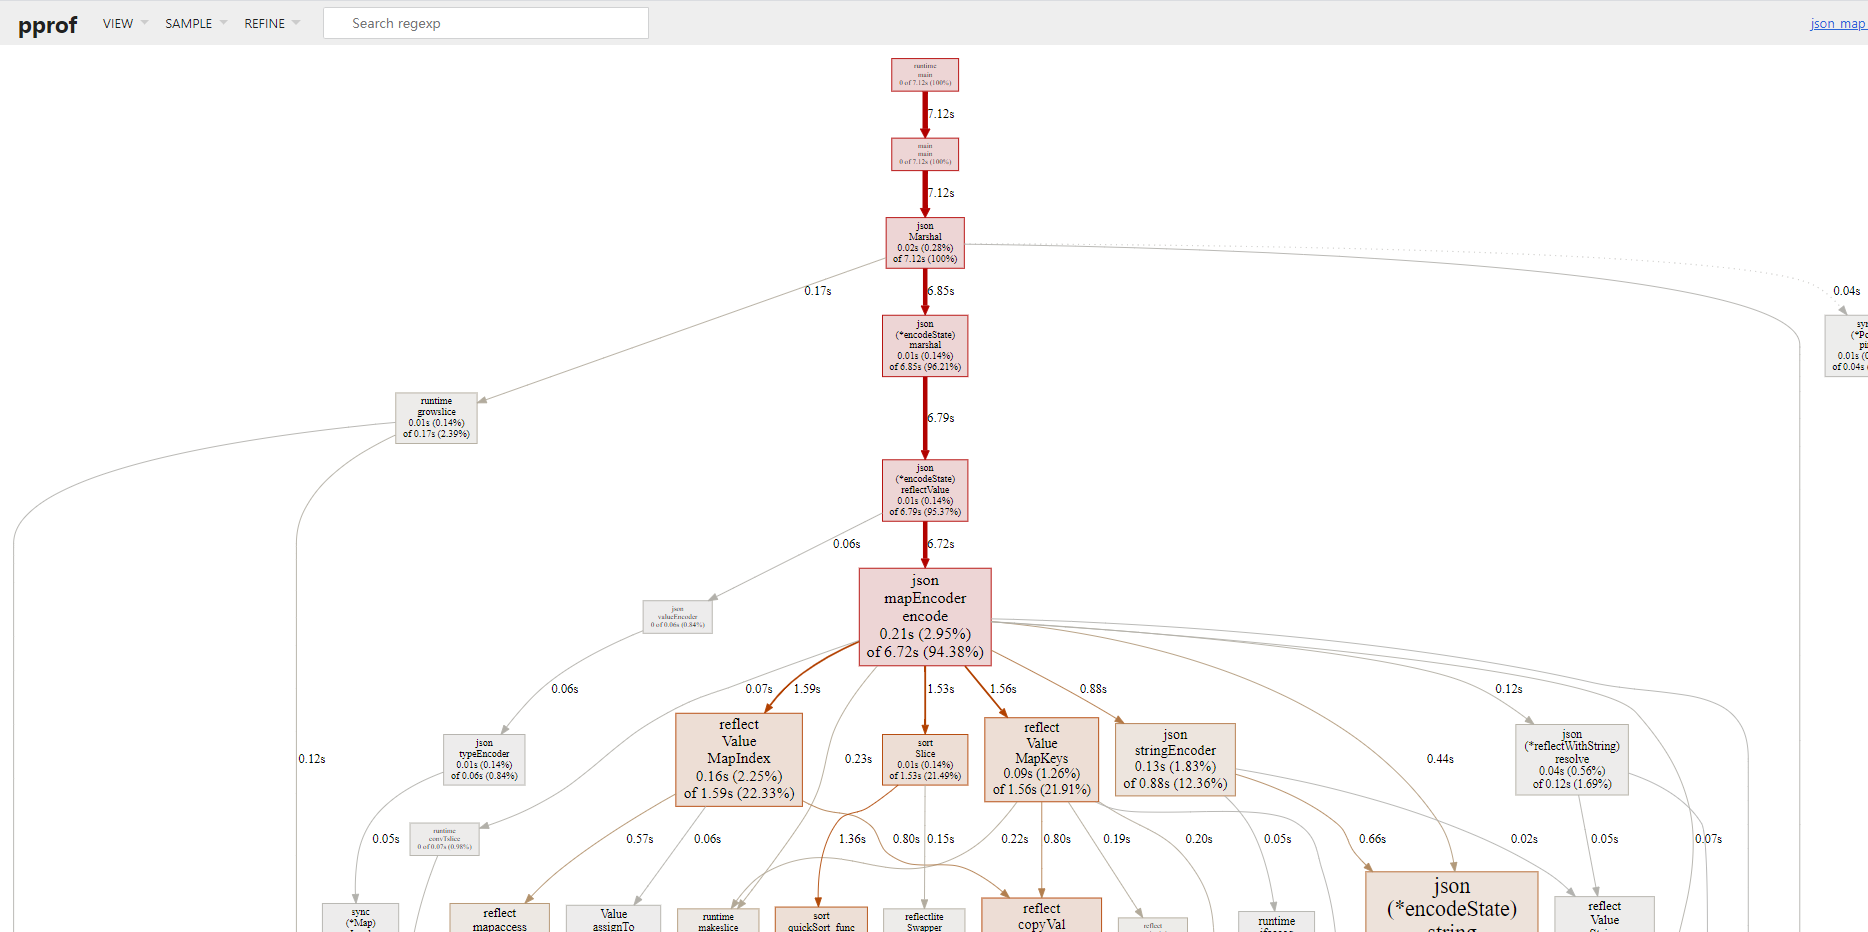 pprof
VIEW
SAMPLE
REFINE
Search regexp
json_map_
runtime
main
0 of 7.12s (100%)
7.12s
main
main
0 of 7.12s (100%)
7.12s
json
Marshal
0.02s (0.28%)
of 7.12s (100%)
0.17s
6.85s
0.04s
json
(*encodeState)
marshal
0.01s (0.14%)
of 6.85s (96.21%)
0.01s
of 0.04s
runtime
growslice
0.01s (0.14%)
of 0.17s (2.39%)
6.79s
json
(*encodeState)
reflectValue
0.01s (0.14%)
of 6.79s (95.37%)
0.06s
6.72s
json
valueEncoder
0 of 0.06s (0.84%)
json
mapEncoder
encode
0.21s (2.95%)
of 6.72s (94.38%)
0.06s
0.07s
1.59s
1.53s
1.56s
0.88s
0.12s
0.12s
json
typeEncoder
0.01s (0.14%)
of 0.06s (0.84%)
reflect
Value
MapIndex
0.16s (2.25%)
of 1.59s (22.33%)
0.23s
sort
Slice
0.01s (0.14%)
of 1.53s (21.49%)
reflect
Value
MapKeys
0.09s (1.26%)
of 1.56s (21.91%)
json
stringEncoder
0.13s (1.83%)
of 0.88s (12.36%)
0.44s
json
(*reflectWithString)
resolve
0.04s (0.56%)
of 0.12s (1.69%)
0.05s
runtime
convTslice
0 of 0.07s (0.98%)
0.57s
0.06s
1.36s
0.80s
0.15s
0.22s
0.80s
0.19s
0.20s
0.05s
0.66s
0.02s
0.05s
0.07s
sync
(*Map)
reflect
mapaccess
Value
assignTo
runtime
makeslice
sort
quickSort_func
reflectlite
Swapper
reflect
copyVal
reflect
runtime
json
(*encodeState)
string
reflect
Value